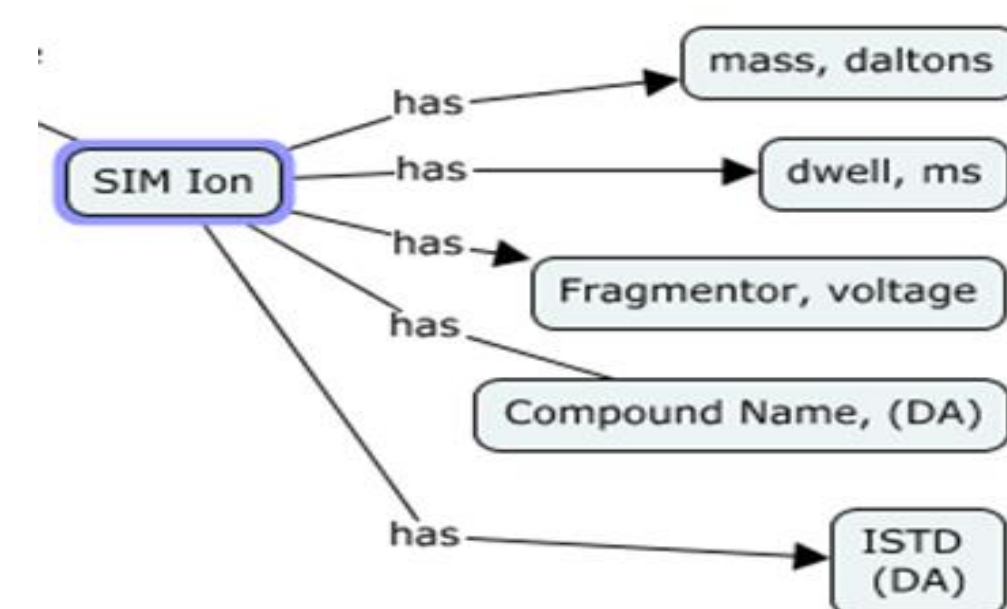 has
mass, daltons
SIM Ion
has
dwell, ms
has
Fragmentor, voltage
has
Compound Name, (DA)
has
ISTD
(DA)